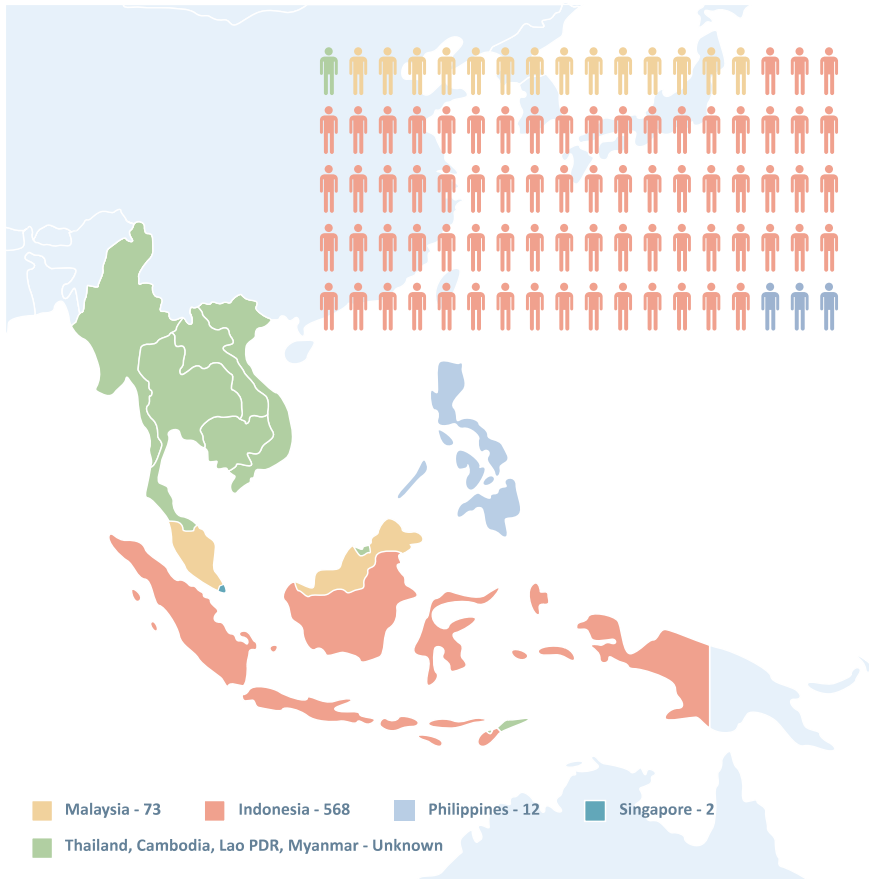 Malaysia - 73 Indonesia - 568 Philippines - 12 Singapore - 2
Thailand, Cambodia, Lao PDR, Myanmar - Unknown